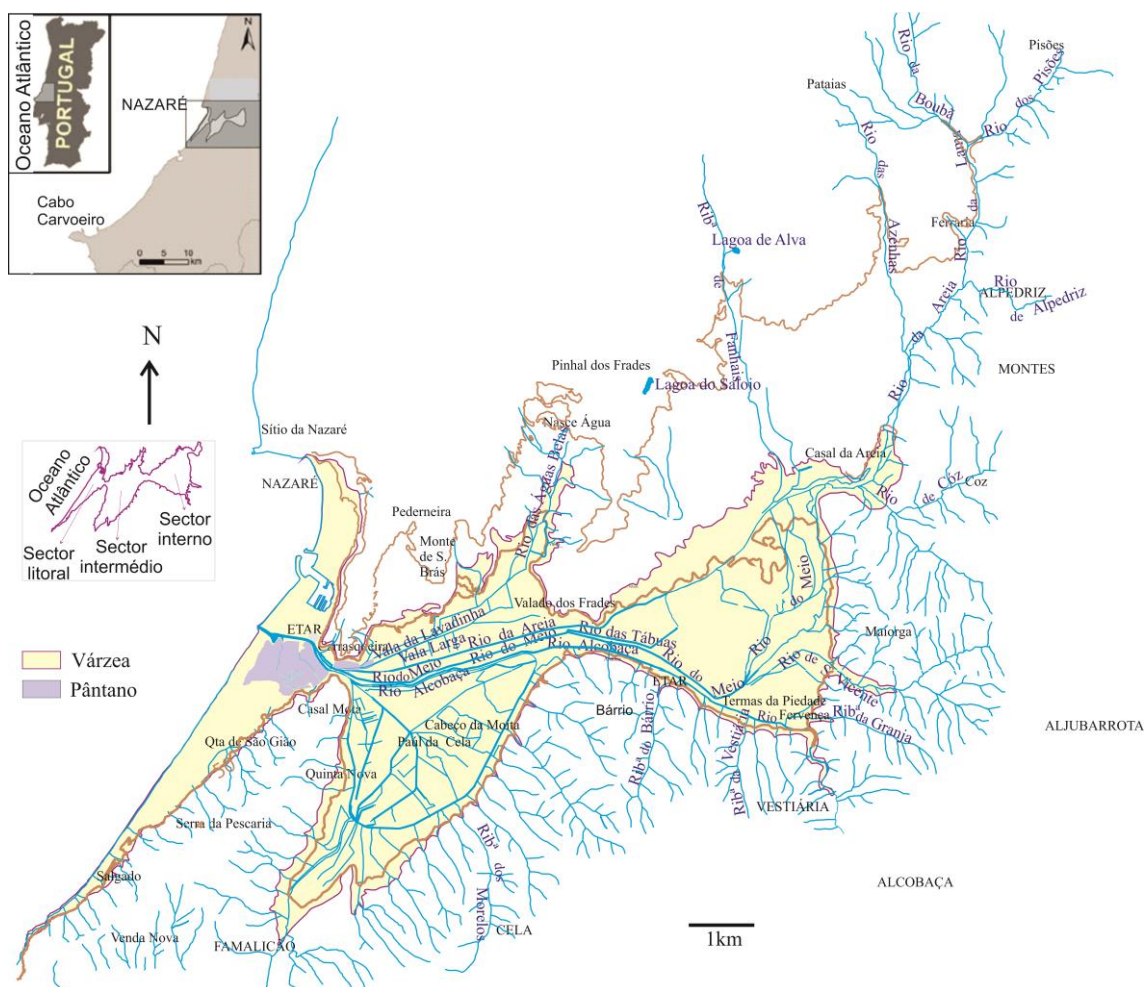 N
Oceano Atlântico
PORTUGAL
NAZARÉ
Cabo
Carvoeiro
0 5 10
km
N
Oceano
Atlântico
Sector
interno
Sector
intermédio
Sector
litoral
Várzea
Pântano
Rio da Bouba
Pisões
Rio dos Pisões
Pataias
Rio das Azenhas
Ferraria
Ribª de Fanhais
Lagoa de Alva
Rio da Areia
ALPEDRIZ
Rio
de Alpedriz
MONTES
Pinhal dos Frades
Lagoa do Saloio
Sítio da Nazaré
Nasce Água
Rio das Águas Belas
Casal da Areia
NAZARÉ
Rio de Cóz
Coz
Pederneira
Monte
de S.
Brás
Rio do Meio
Valado dos Frades
Vala da Lavadinha
Vala Larga
Rio da Areia
Rio das Tábuas
ETAR
Carrasqueira
Rio do Meio
Rio do Meio
Rio Alcobaça
Rio Alcobaça
Rio do Meio
ETAR
Maiorga
Rio de S. Vicente
Termas da Piedade
Rio
Fervença
Ribª da Granja
Casal Mota
Cabeço da Moita
Bárrio
Ribª do Bárrio
Ribª da Vestiária
Qta de São Gião
Paúl da Cela
ALJUBARROTA
Quinta Nova
VESTIÁRIA
Serra da Pescaria
Ribª dos Morelos
Salgado
ALCOBAÇA
Venda Nova
FAMALICÃO
CELA
1km